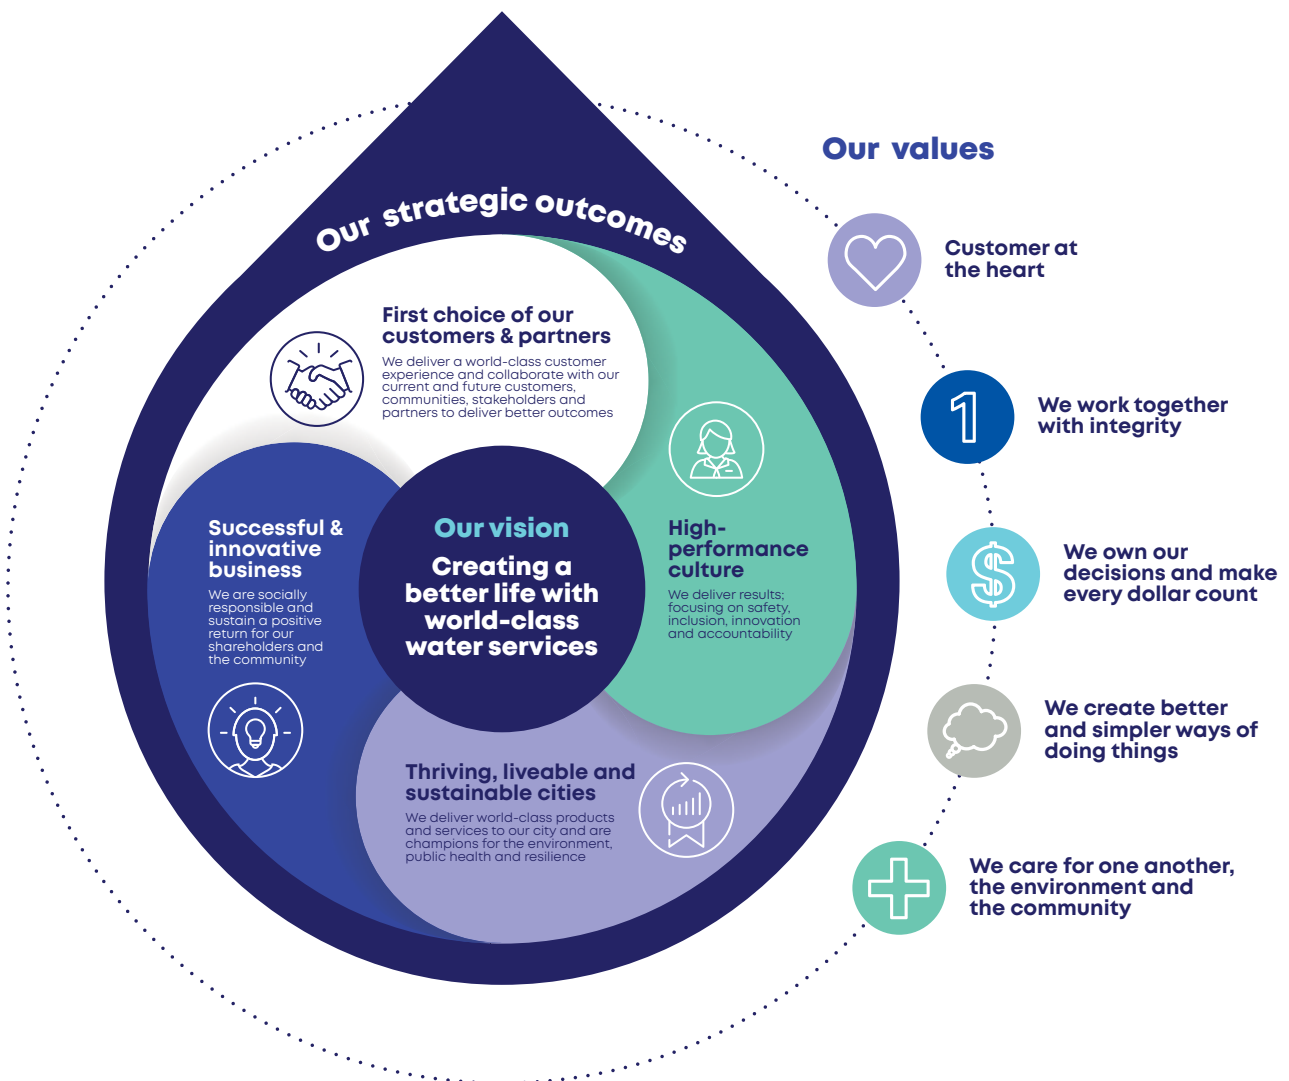 Our strategic outcomes
First choice of our
customers & partners
We deliver a world-class customer
experience and collaborate with our
current and future customers,
communities, stakeholders and
partners to deliver better outcomes
High-
performance
culture
We deliver results;
focusing on safety,
inclusion, innovation
and accountability
Thriving, liveable and
sustainable cities
We deliver world-class products
and services to our city and are
champions for the environment,
public health and resilience
Successful &
innovative
business
We are socially
responsible and
sustain a positive
return for our
shareholders and
the community
Our vision
Creating a
better life with
world-class
water services
Our values
Customer at
the heart
1
We work together
with integrity
$
We own our
decisions and make
every dollar count
We create better
and simpler ways of
doing things
We care for one another,
the environment and
the community